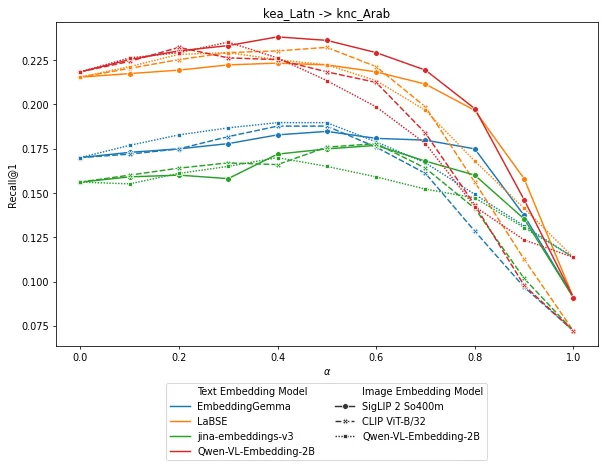 kea_Latn -> knc_Arab
Recall@1
0.225
0.200
0.175
0.150
0.125
0.100
0.075
0.0 0.2 0.4 0.6 0.8 1.0
α
Text Embedding Model
EmbeddingGemma
LaBSE
jina-embeddings-v3
Qwen-VL-Embedding-2B
Image Embedding Model
SigLIP 2 So400m
CLIP ViT-B/32
Qwen-VL-Embedding-2B